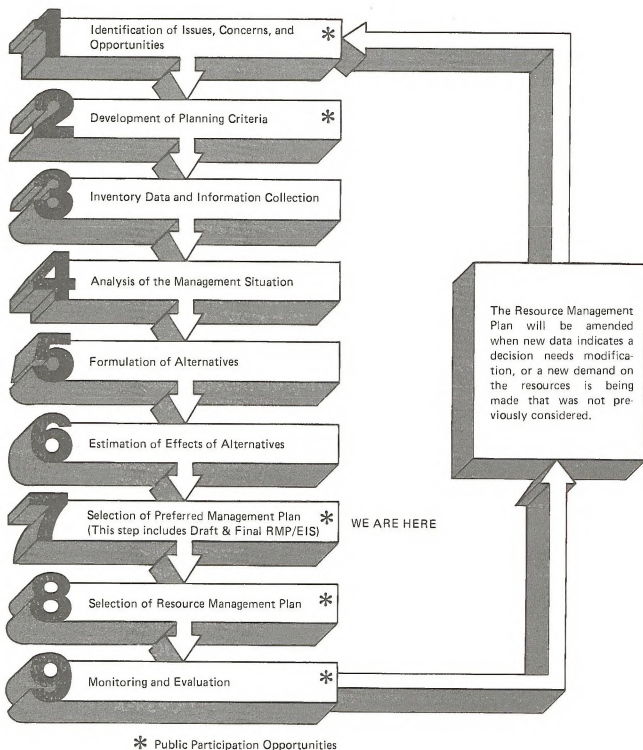 1
Identification of Issues, Concerns, and *
Opportunities
2
Development of Planning Criteria *
3
Inventory Data and Information Collection
4
Analysis of the Management Situation
5
Formulation of Alternatives
6
Estimation of Effects of Alternatives
7
Selection of Preferred Management Plan *
(This step includes Draft & Final RMP/EIS)
WE ARE HERE
8
Selection of Resource Management Plan *
9
Monitoring and Evaluation *
The Resource Management
Plan will be amended
when new data indicates a
decision needs modifica-
tion, or a new demand on
the resources is being
made that was not pre-
viously considered.
* Public Participation Opportunities